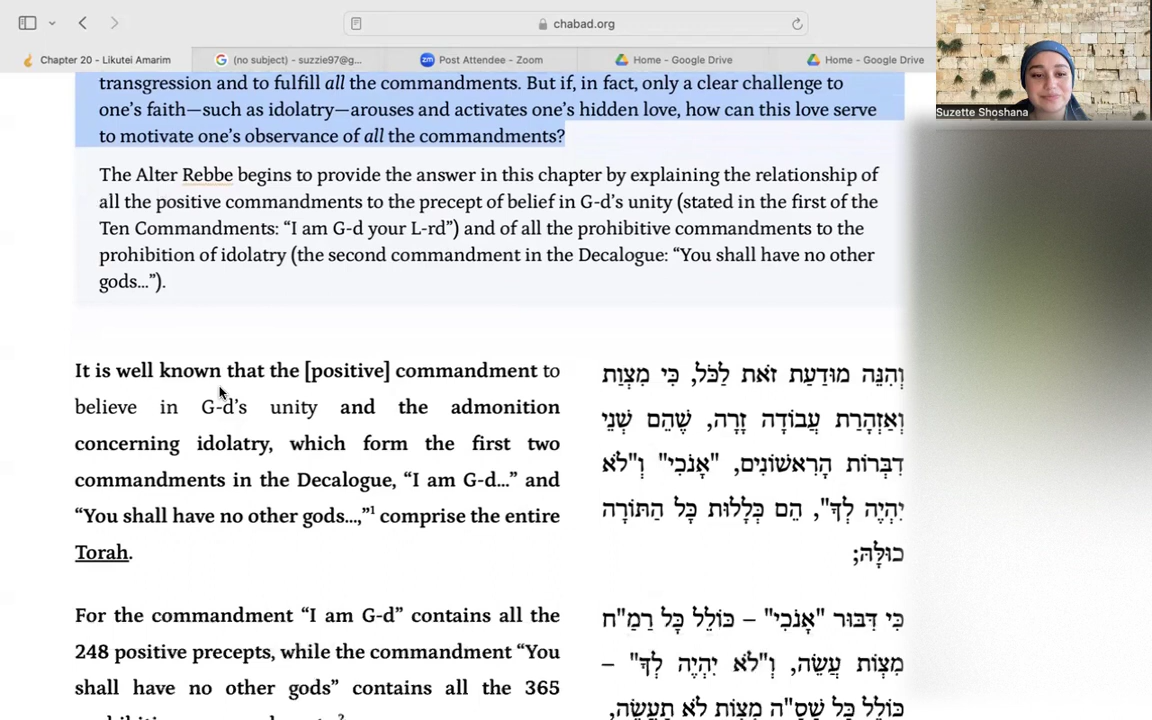 chabad.org
Chapter 20 - Likutei Amarim
(no subject) - suzzie97@g...
Post Attendee - Zoom
Home - Google Drive
Home - Google Drive
Suzette Shoshana
transgression and to fulfill all the commandments. But if, in fact, only a clear challenge to
one’s faith—such as idolatry—arouses and activates one’s hidden love, how can this love serve
to motivate one’s observance of all the commandments?
The Alter Rebbe begins to provide the answer in this chapter by explaining the relationship of
all the positive commandments to the precept of belief in G-d’s unity (stated in the first of the
Ten Commandments: “I am G-d your L-rd”) and of all the prohibitive commandments to the
prohibition of idolatry (the second commandment in the Decalogue: “You shall have no other
gods...”).
It is well known that the [positive] commandment to
believe in G-d’s unity and the admonition
concerning idolatry, which form the first two
commandments in the Decalogue, “I am G-d...” and
“You shall have no other gods...,”1 comprise the entire
Torah.
וְהִנֵּה מוּדַעַת זֹאת לַכֹּל, כִּי מִצְוַת
וְאַזְהָרַת עֲבוֹדָה זָרָה, שֶׁהֵם שְׁנֵי
דִבְּרוֹת הָרִאשׁוֹנִים, "אָנֹכִי" וְ"לֹא
יִהְיֶה לְךָ", הֵם כְּלָלוּת כָּל הַתּוֹרָה
כּוּלָּהּ;
For the commandment “I am G-d” contains all the
248 positive precepts, while the commandment “You
shall have no other gods” contains all the 365
כִּי דִּבּוּר "אָנֹכִי" – כּוֹלֵל כָּל רַמַ"ח
מִצְוֹת עֲשֵׂה, וְ"לֹא יִהְיֶה לְךָ" –
כּוֹלֵל כָּל שְׁסָ"ה מִצְוֹת לֹא תַעֲשֶׂה,